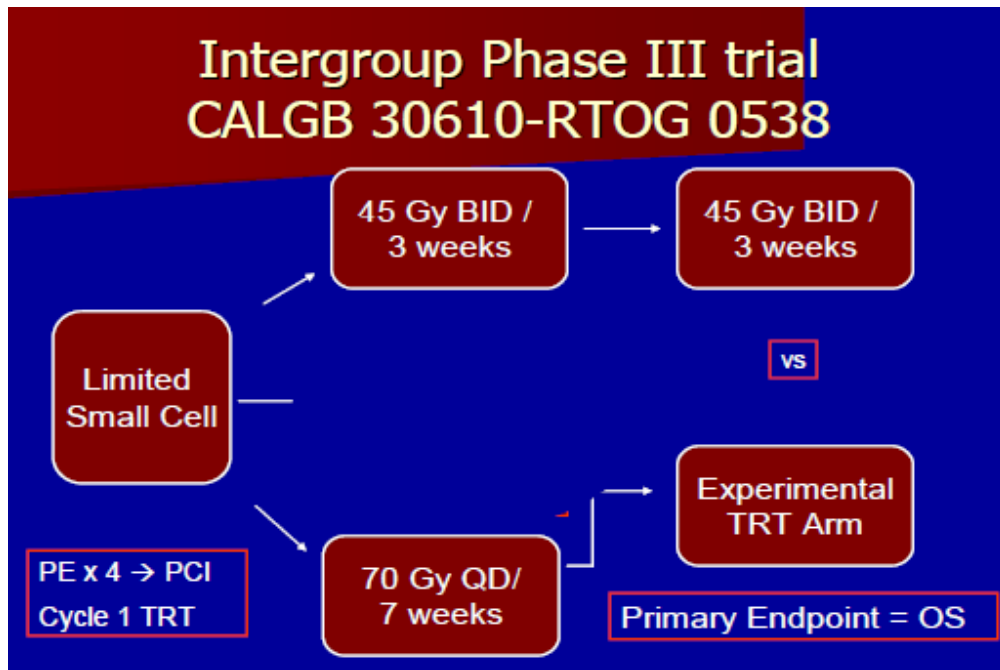 Intergroup Phase III trial
CALGB 30610-RTOG 0538
45 Gy BID /
3 weeks
45 Gy BID /
3 weeks
Limited
Small Cell
vs
Experimental
TRT Arm
70 Gy QD/
7 weeks
PE x 4 → PCI
Cycle 1 TRT
Primary Endpoint = OS